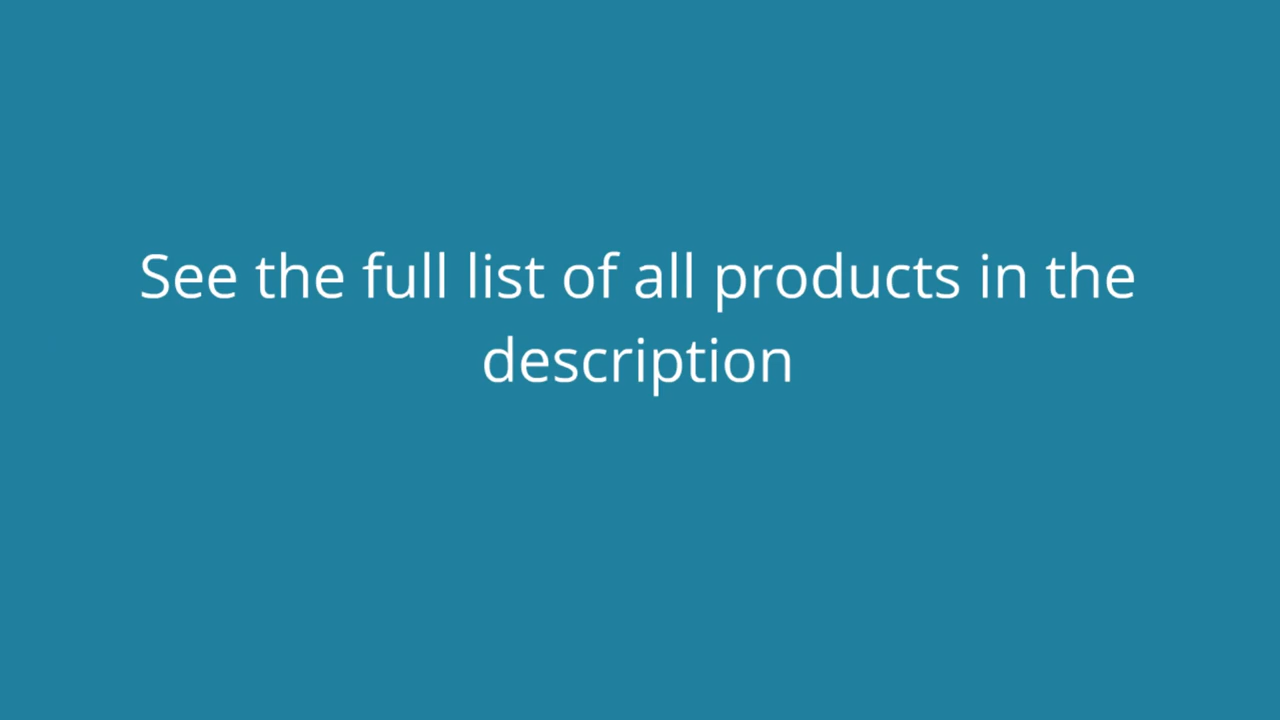 See the full list of all products in the
description